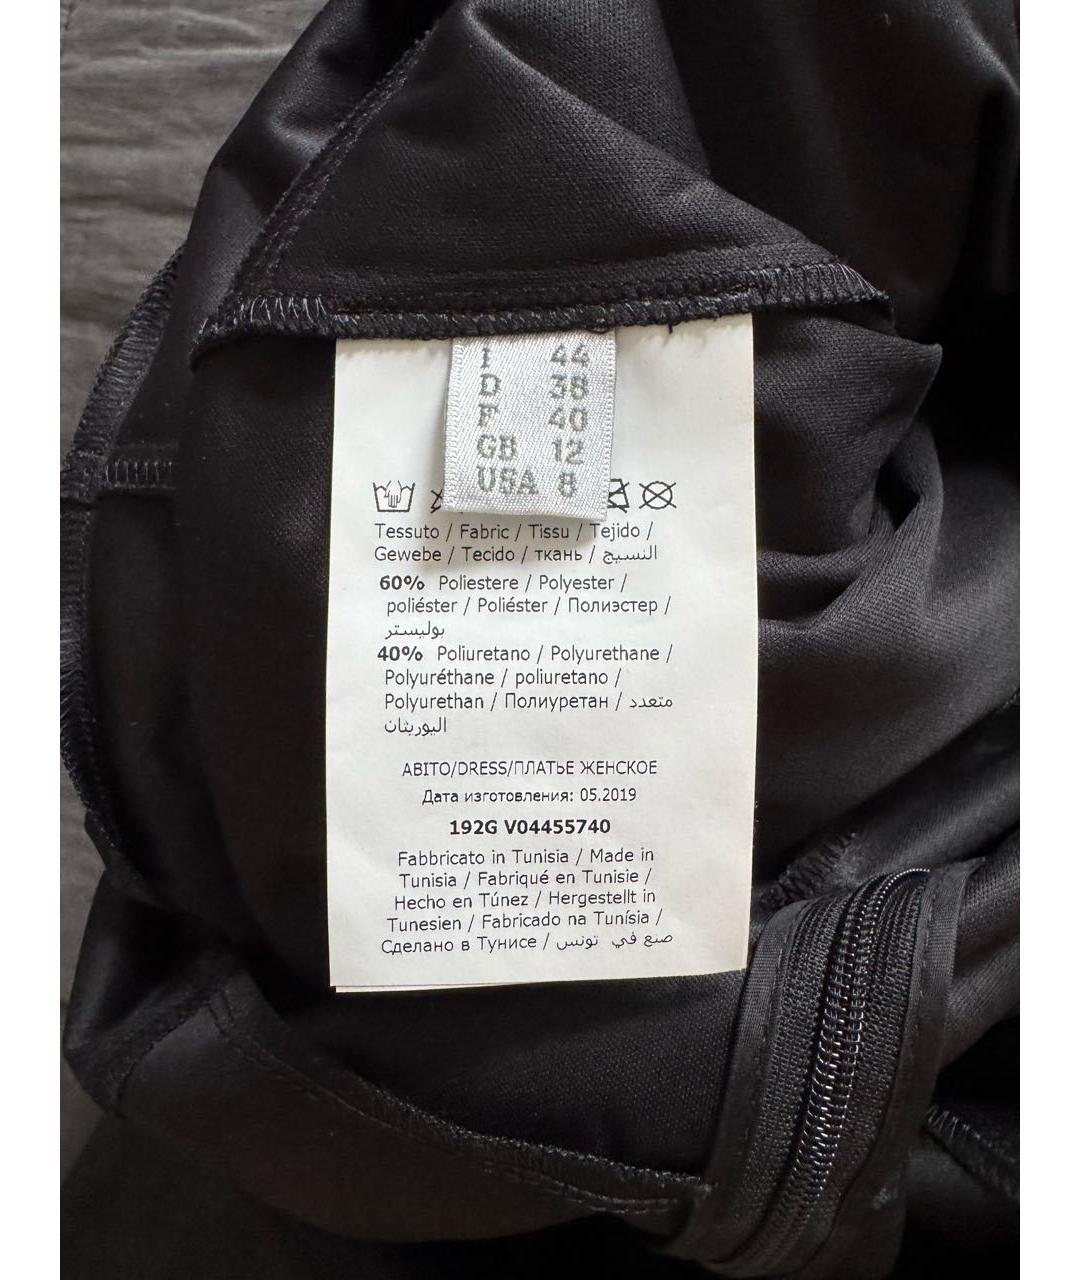 I 44
D 38
F 40
GB 12
USA 8
Tessuto / Fabric / Tissu / Tejido /
Gewebe / Tecido / ткань / النسيج
60% Poliestere / Polyester /
poliéster / Poliéster / Полиэстер /
بوليستر
40% Poliuretano / Polyurethane /
Polyuréthane / poliuretano /
Polyurethan / Полиуретан / متعدد
اليوريثان
ABITO/DRESS/ПЛАТЬЕ ЖЕНСКОЕ
Дата изготовления: 05.2019
192G V04455740
Fabbricato in Tunisia / Made in
Tunisia / Fabriqué en Tunisie /
Hecho en Túnez / Hergestellt in
Tunesien / Fabricado na Tunísia /
Сделано в Тунисе / صنع في تونس